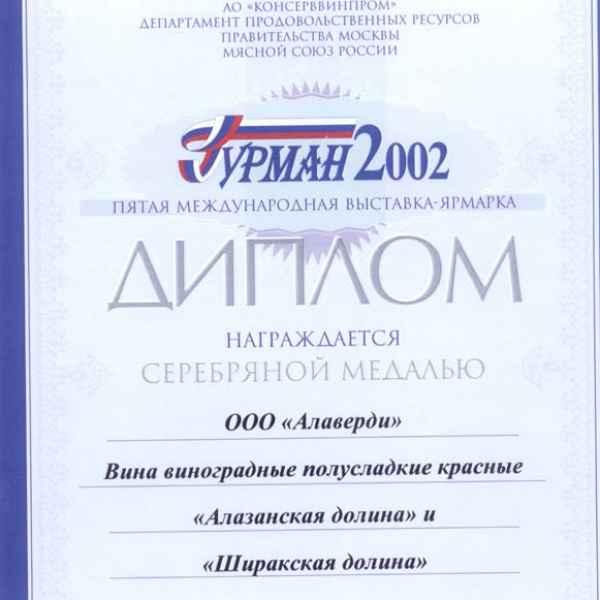 АО «КОНСЕРВВИНПРОМ»
ДЕПАРТАМЕНТ ПРОДОВОЛЬСТВЕННЫХ РЕСУРСОВ
ПРАВИТЕЛЬСТВА МОСКВЫ
МЯСНОЙ СОЮЗ РОССИИ
ГУРМАН 2002
ПЯТАЯ МЕЖДУНАРОДНАЯ ВЫСТАВКА-ЯРМАРКА
ДИПЛОМ
НАГРАЖДАЕТСЯ
СЕРЕБРЯНОЙ МЕДАЛЬЮ
ООО «Алаверди»
Вина виноградные полусладкие красные
«Алазанская долина» и
«Ширакская долина»